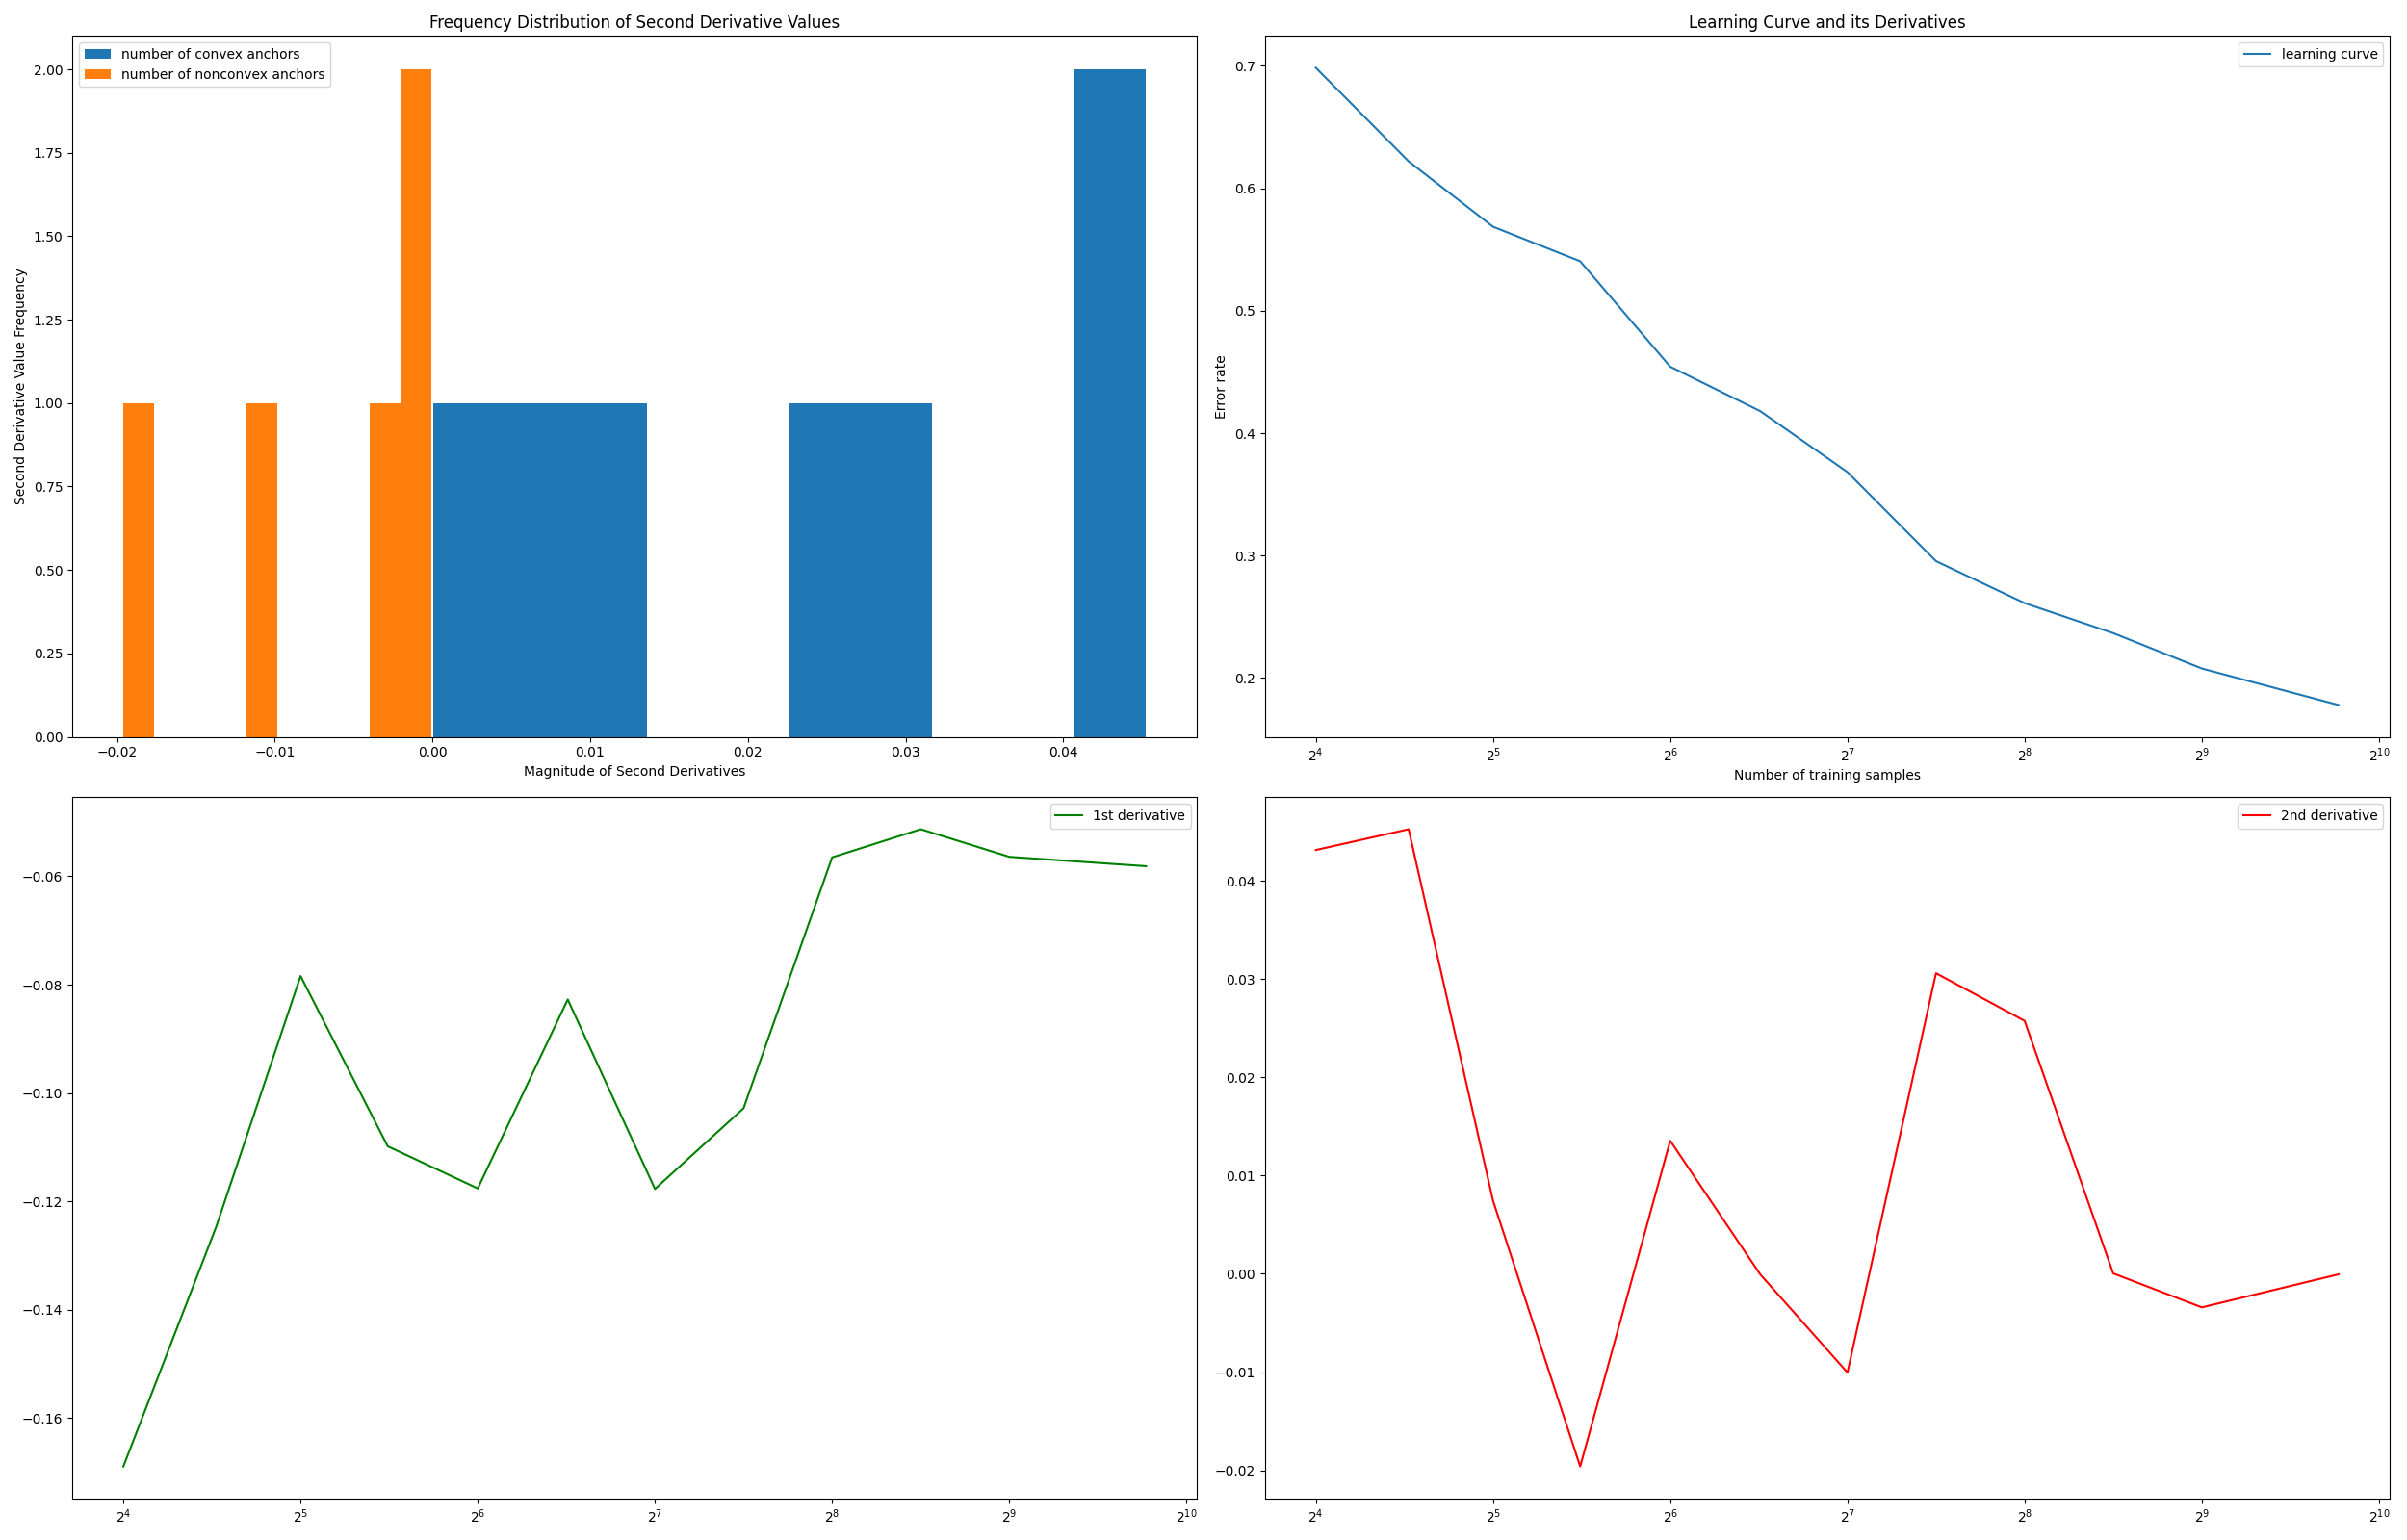 Frequency Distribution of Second Derivative Values
number of convex anchors
number of nonconvex anchors
2.00
1.75
1.50
1.25
1.00
0.75
0.50
0.25
0.00
Second Derivative Value Frequency
−0.02 −0.01 0.00 0.01 0.02 0.03 0.04
Magnitude of Second Derivatives
Learning Curve and its Derivatives
learning curve
0.7
0.6
0.5
0.4
0.3
0.2
Error rate
2⁴ 2⁵ 2⁶ 2⁷ 2⁸ 2⁹ 2¹⁰
Number of training samples
1st derivative
−0.06
−0.08
−0.10
−0.12
−0.14
−0.16
2⁴ 2⁵ 2⁶ 2⁷ 2⁸ 2⁹ 2¹⁰
2nd derivative
0.04
0.03
0.02
0.01
0.00
−0.01
−0.02
2⁴ 2⁵ 2⁶ 2⁷ 2⁸ 2⁹ 2¹⁰